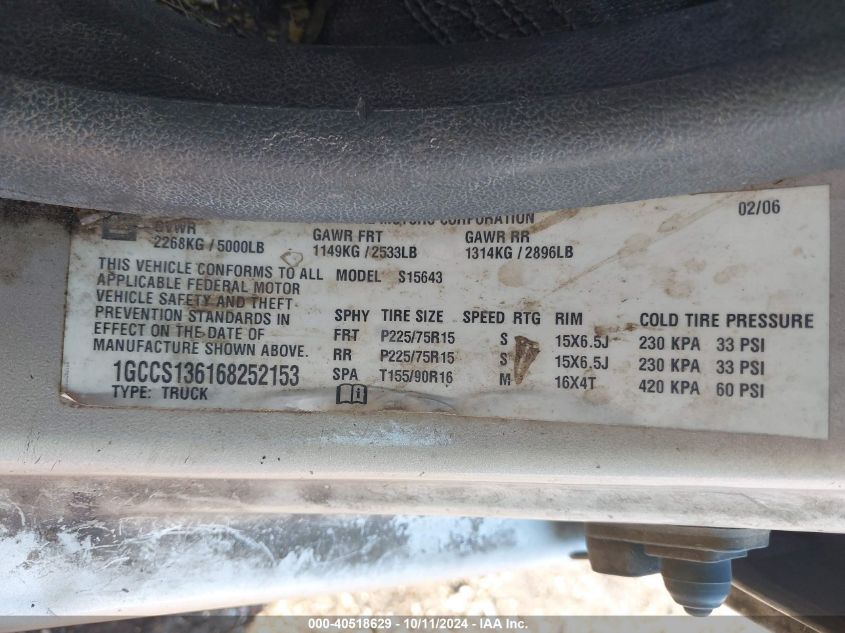 MOTORS CORPORATION
02/06
GVWR GAWR FRT GAWR RR
2268KG / 5000LB 1149KG / 2533LB 1314KG / 2896LB
THIS VEHICLE CONFORMS TO ALL
APPLICABLE FEDERAL MOTOR
VEHICLE SAFETY AND THEFT
PREVENTION STANDARDS IN
EFFECT ON THE DATE OF
MANUFACTURE SHOWN ABOVE.
1GCCS136168252153
TYPE: TRUCK
MODEL S15643
SPHY TIRE SIZE SPEED RTG RIM COLD TIRE PRESSURE
FRT P225/75R15 S 15X6.5J 230 KPA 33 PSI
RR P225/75R15 S 15X6.5J 230 KPA 33 PSI
SPA T155/90R16 M 16X4T 420 KPA 60 PSI
000-40518629 - 10/11/2024 - IAA Inc.